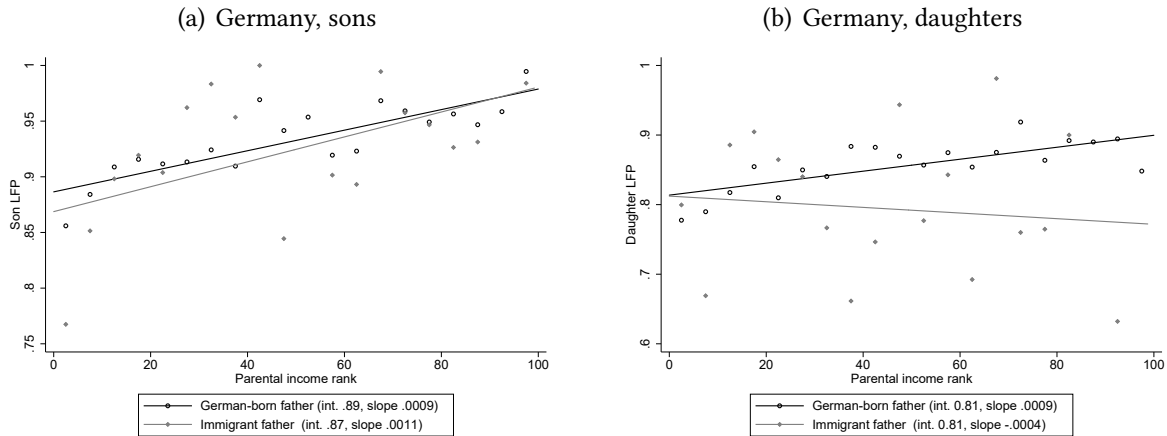 (a) Germany, sons
1
.95
.9
.85
.8
.75
Son LFP
0
20
40
60
80
100
Parental income rank
German-born father (int. .89, slope .0009)
Immigrant father (int. .87, slope .0011)
(b) Germany, daughters
1
.9
.8
.7
.6
Daughter LFP
0
20
40
60
80
100
Parental income rank
German-born father (int. 0.81, slope .0009)
Immigrant father (int. 0.81, slope -.0004)